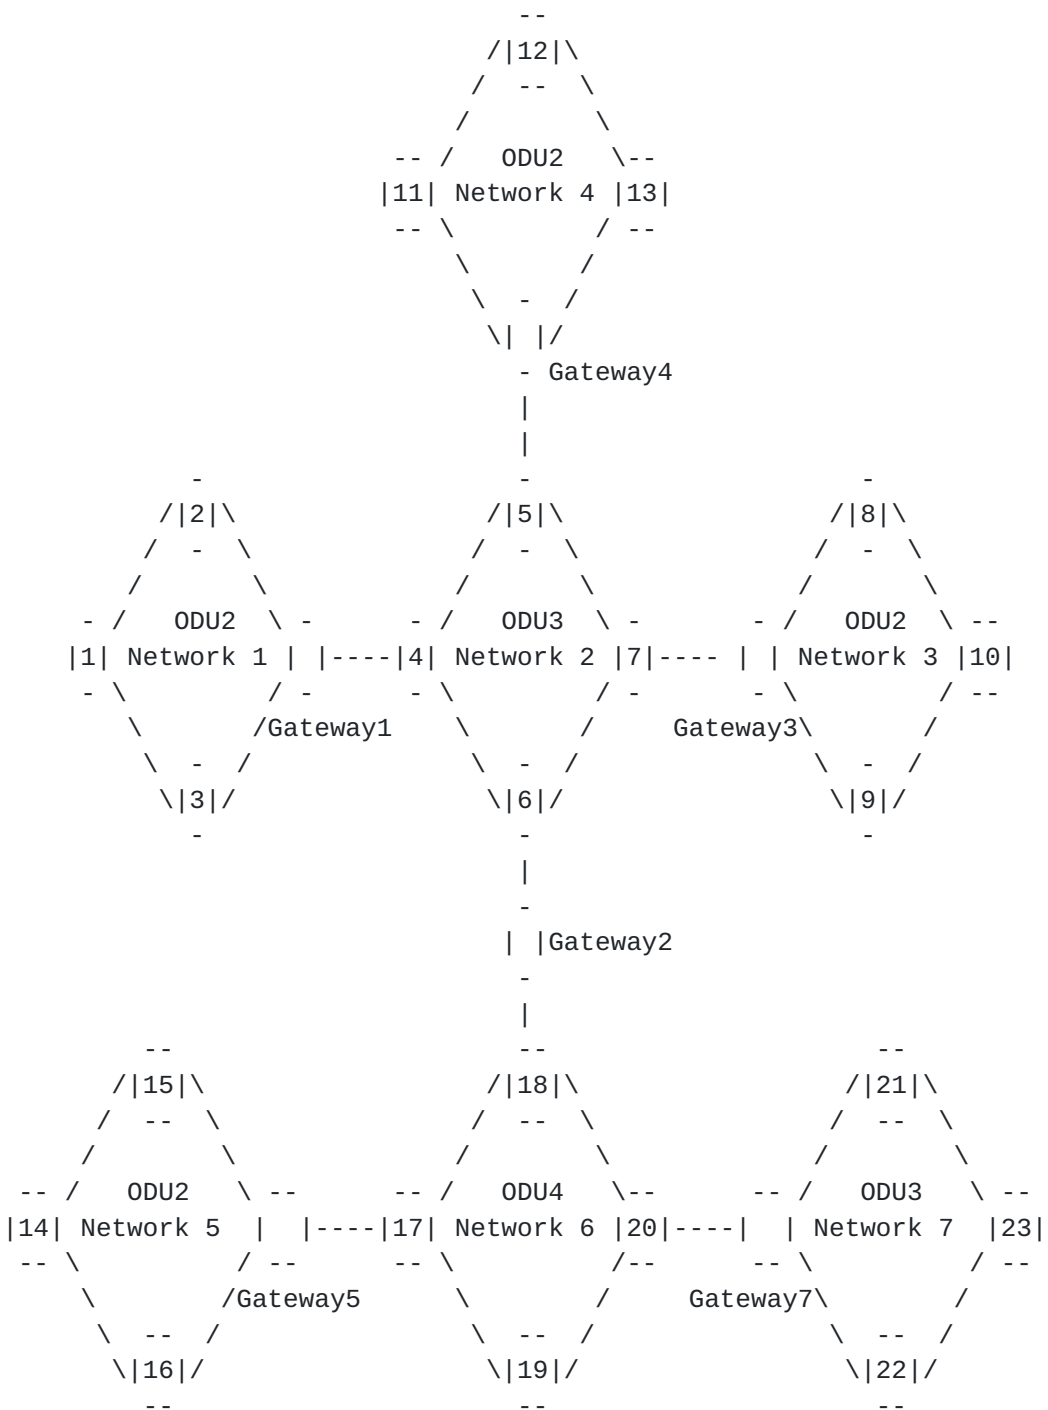 12
ODU2
11 Network 4 13
Gateway4
2 5 8
ODU2 ODU3 ODU2
1 Network 1 4 Network 2 7 Network 3 10
Gateway1 Gateway3
3 6 9
Gateway2
15 18 21
ODU2 ODU4 ODU3
14 Network 5 17 Network 6 20 Network 7 23
Gateway5 Gateway7
16 19 22